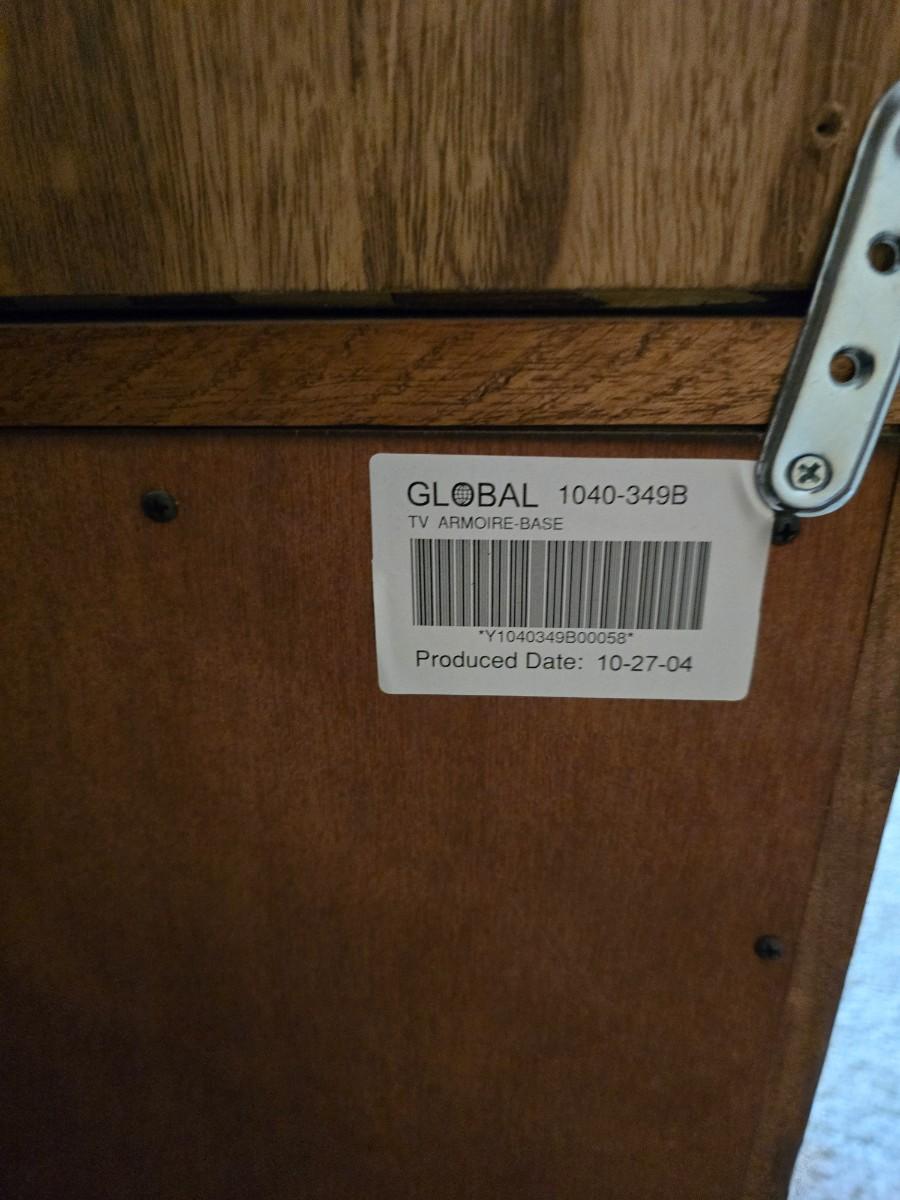 GLOBAL 1040-349B
TV ARMOIRE-BASE
*Y1040349B00058*
Produced Date: 10-27-04